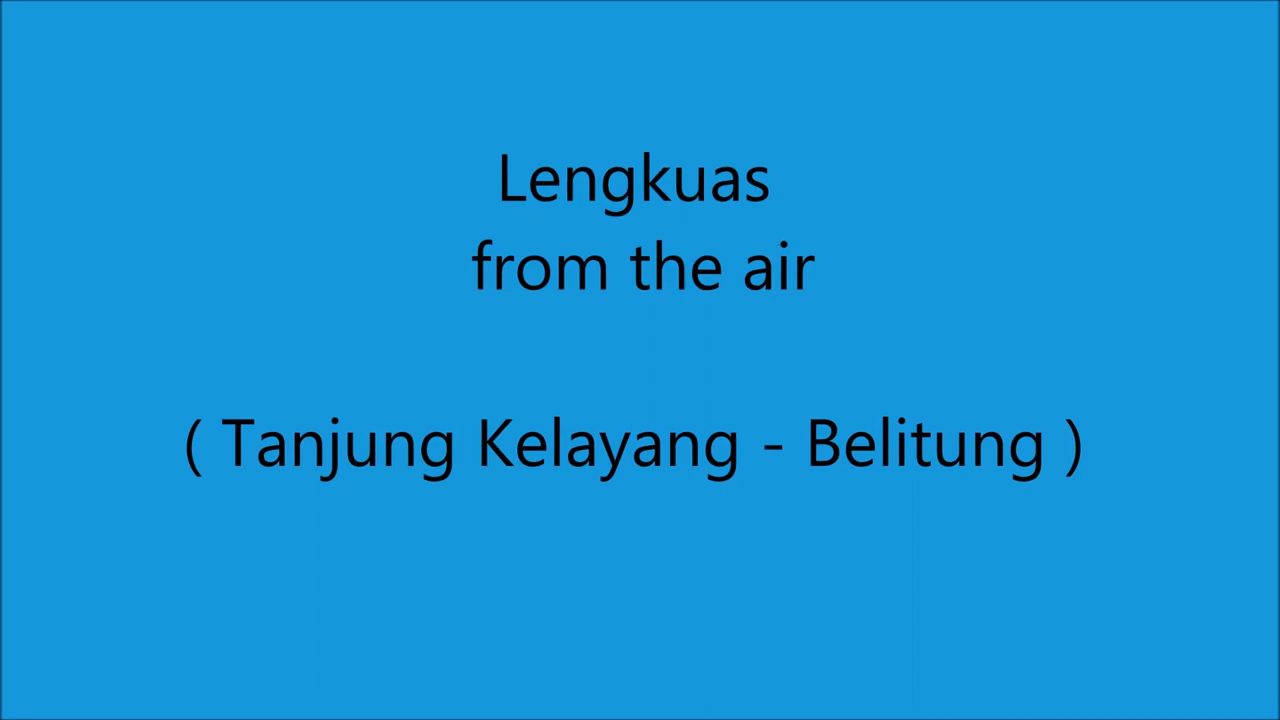 Lengkuas
from the air
( Tanjung Kelayang - Belitung )